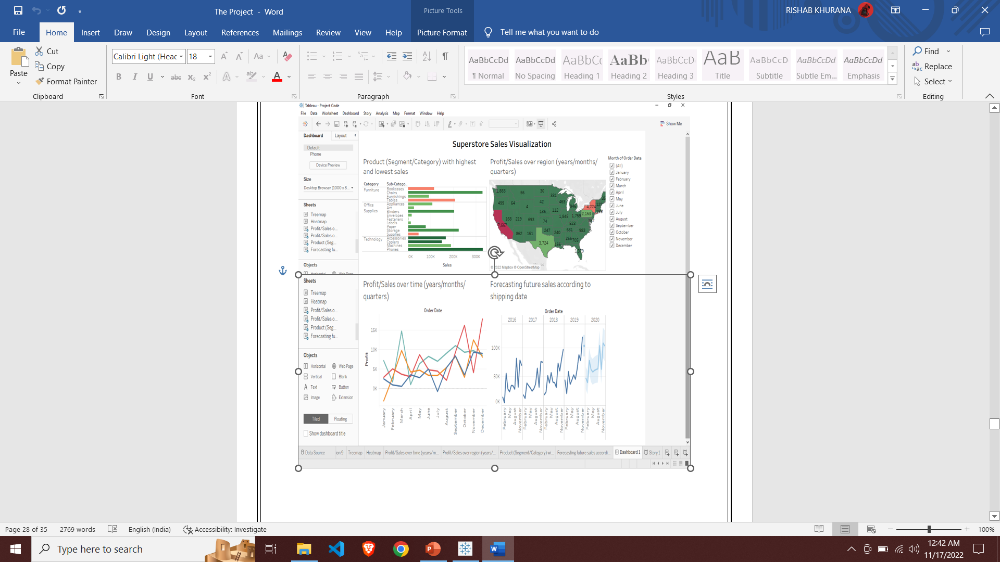 The Project - Word
Picture Tools
RISHAB KHURANA
File Home Insert Draw Design Layout References Mailings Review View Help Picture Format Tell me what you want to do
Paste
Cut
Copy
Format Painter
Clipboard
Calibri Light (Heac 18
Font
Paragraph
AaBbCcDd AaBbCcDd AaBbCc AaBb AaBbCcD AaB AaBbCcD AaBbCcDd AaBbCcDd
¶ Normal No Spacing Heading 1 Heading 2 Heading 3 Title Subtitle Subtle Em... Emphasis
Styles
Find
Replace
Select
Editing
Tableau - Project Code
File Data Worksheet Dashboard Story Analysis Map Format Window Help
Show Me
Dashboard Layout
Default
Phone
Device Preview
Size
Desktop Browser (1000 x 8...
Sheets
Treemap
Heatmap
Profit/Sales o...
Profit/Sales o...
Product (Seg...
Forecasting fu...
Objects
Superstore Sales Visualization
Product (Segment/Category) with highest
and lowest sales
Category Sub-Catego..
Furniture
Bookcases
Chairs
Furnishings
Tables
Office
Supplies
Appliances
Art
Binders
Envelopes
Fasteners
Labels
Paper
Storage
Supplies
Technology
Accessories
Copiers
Machines
Phones
0K 100K 200K 300K
Sales
Profit/Sales over region (years/months/
quarters)
1,883 56 30 331
499 64 4 42 463 946 4,224 127
136 112 2,153
168 219 693 74 1,845 1,759
7,667 523
862 151 247 240 681 983
3,724 156 256 705
1,379
© 2022 Mapbox © OpenStreetMap
Month of Order Date
(All)
January
February
March
April
May
June
July
August
September
October
November
December
Sheets
Treemap
Heatmap
Profit/Sales o...
Profit/Sales o...
Product (Seg...
Forecasting fu...
Objects
Horizontal Web Page
Vertical Blank
Text Button
Image Extension
Tiled Floating
Show dashboard title
Profit/Sales over time (years/months/
quarters)
Order Date
15K
10K
5K
0K
Profit
January February March April May June July August September October November December
Forecasting future sales according to
shipping date
Order Date
2016 2017 2018 2019 2020
100K
50K
0K
February May August November February May August November February May August November February May August November February May August November
Data Source ion 9 Treemap Heatmap Profit/Sales over time (years/m... Profit/Sales over region (years/... Product (Segment/Category) wi... Forecasting future sales accordi... Dashboard 1 Story 1
Page 28 of 35 2769 words English (India) Accessibility: Investigate 100%
Type here to search
12:42 AM
11/17/2022